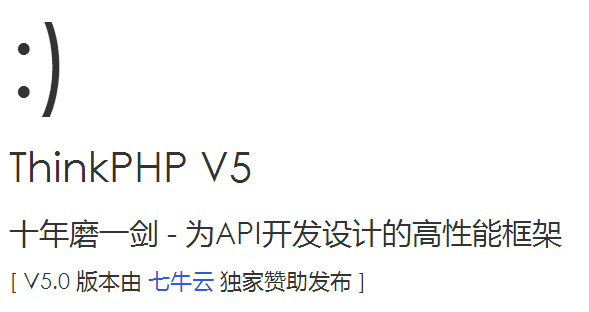 :)
ThinkPHP V5
十年磨一剑 - 为API开发设计的高性能框架
[ V5.0 版本由 七牛云 独家赞助发布 ]